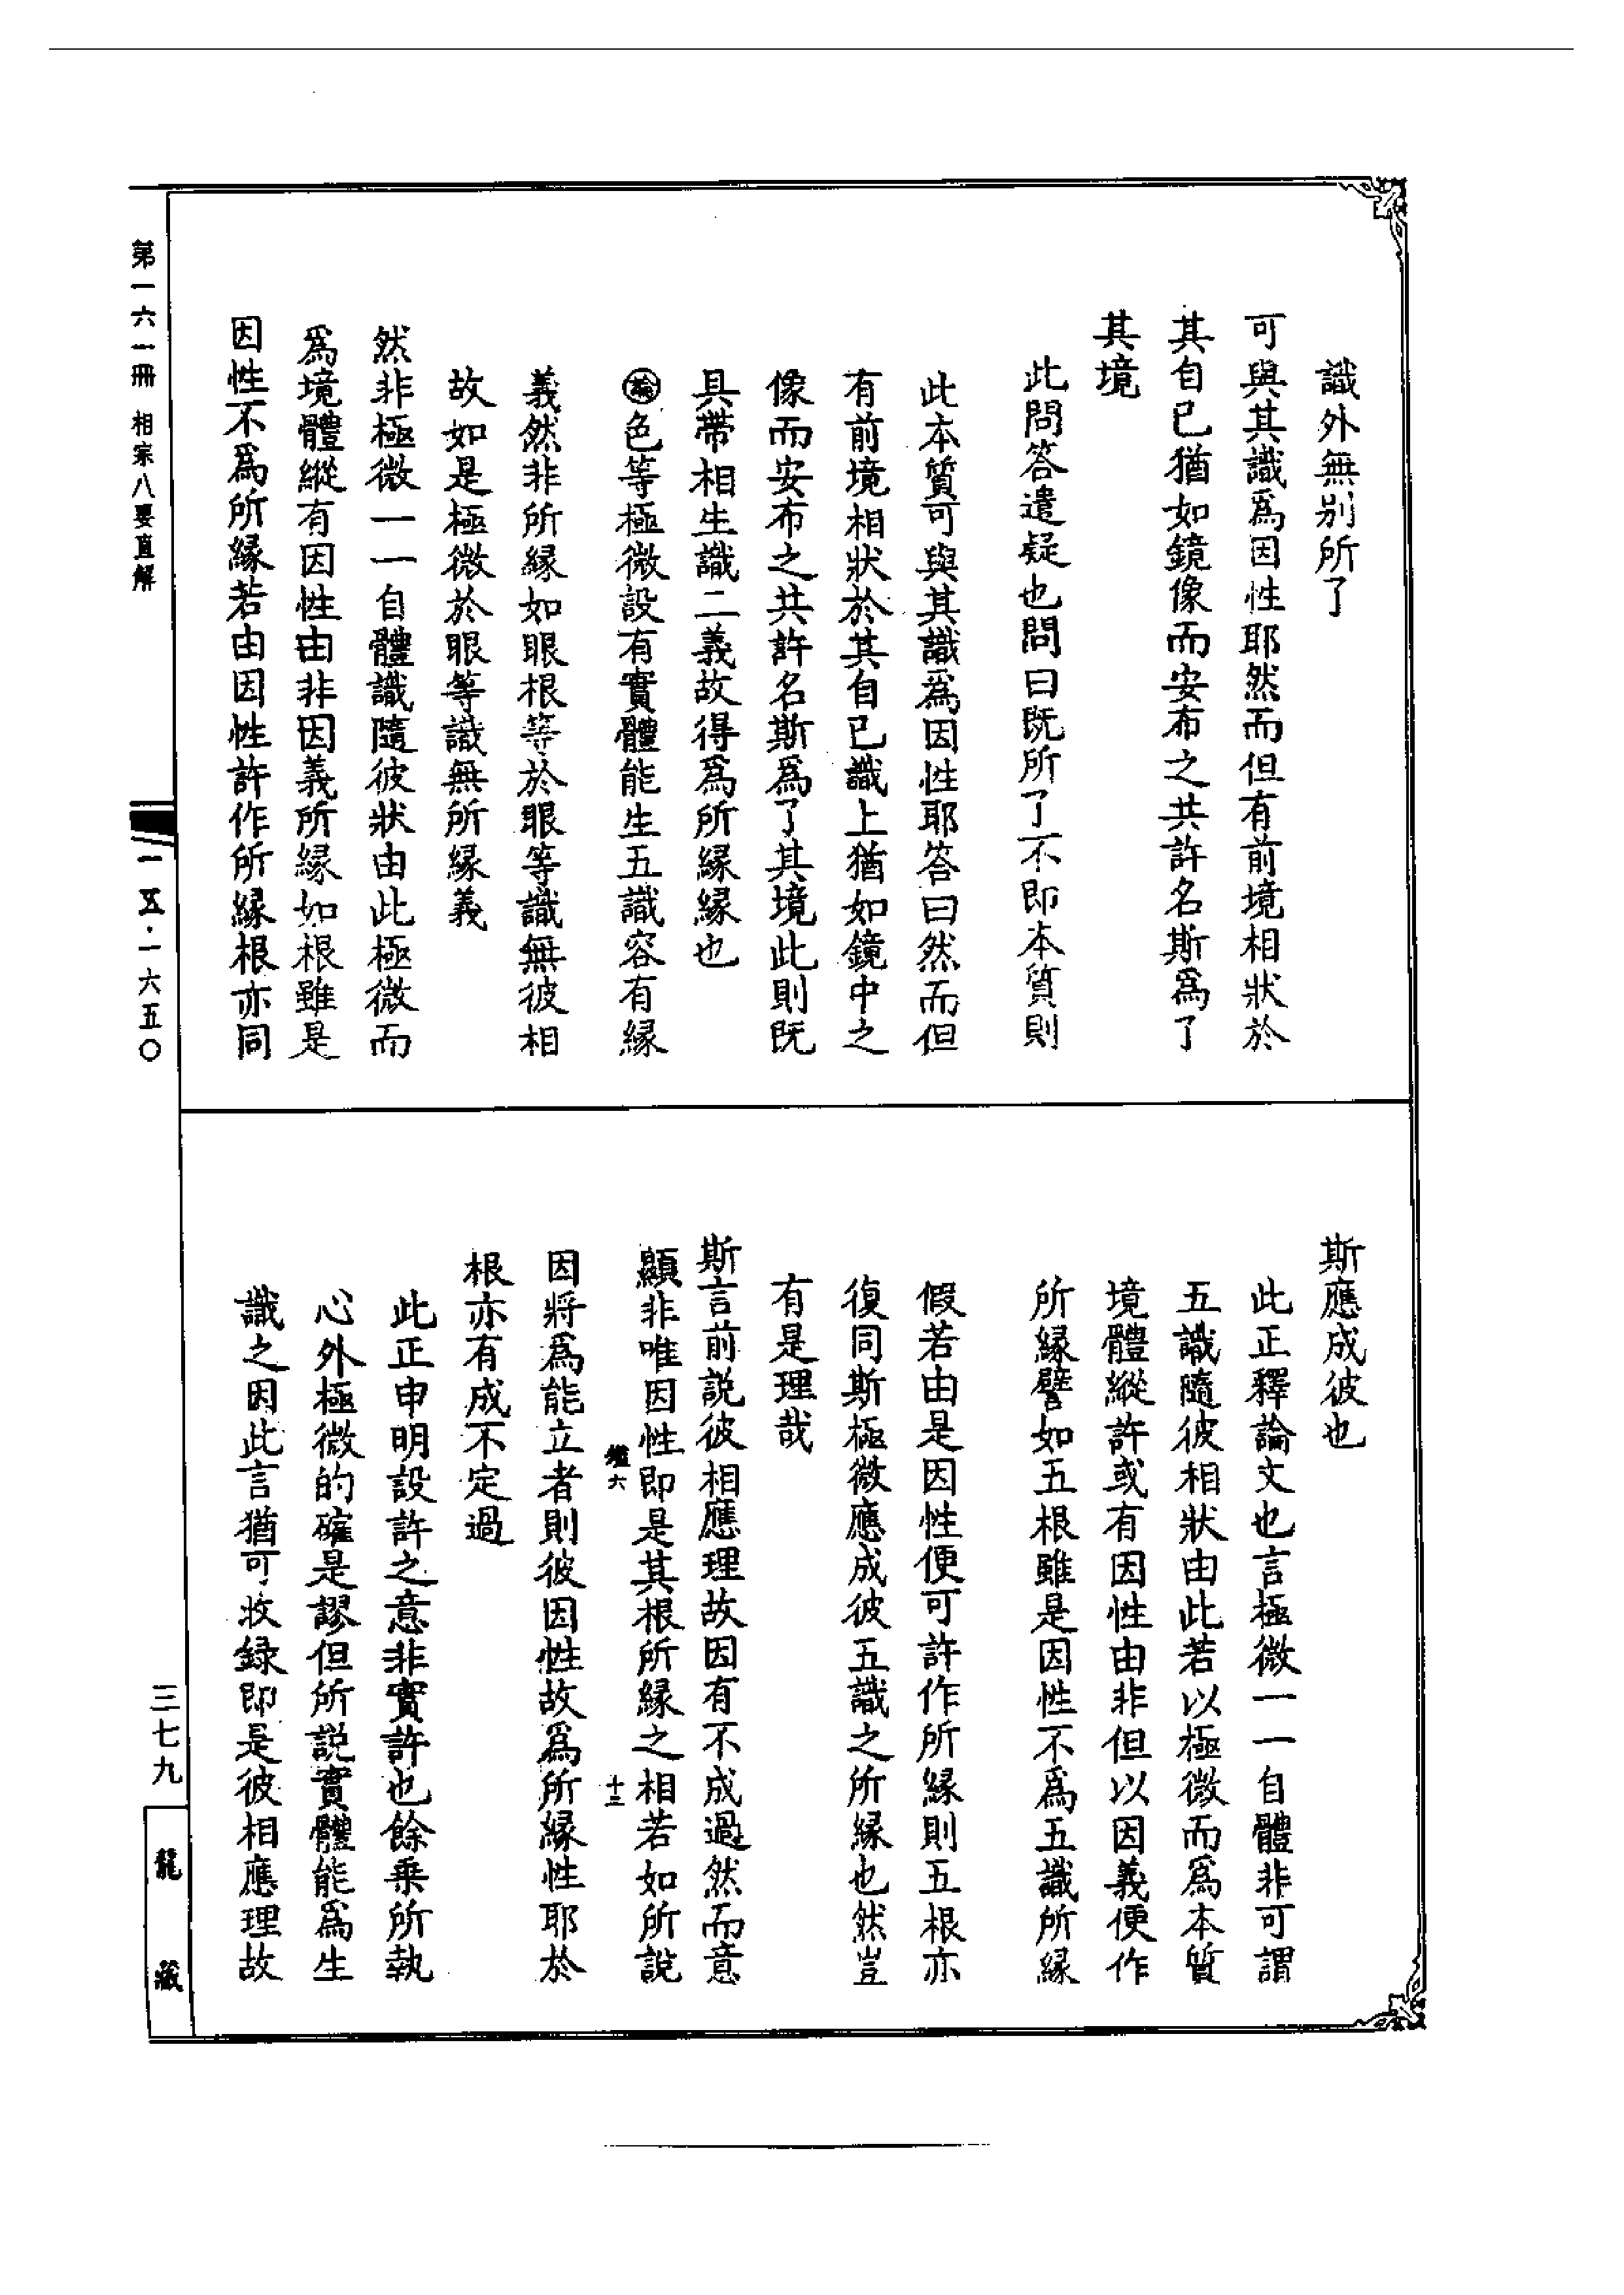 識外無別所了
可與其識爲因性耶然而但有前境相狀於
其自已猶如鏡像而安布之共許名斯爲了
其境
此問答遣疑也問曰既所了不即本質則
此本質可與其識爲因性耶答曰然而但
有前境相狀於其自已識上猶如鏡中之
像而安布之共許名斯爲了其境此則既
具帶相生識二義故得爲所緣緣也
論色等極微設有實體能生五識容有緣
義然非所緣如眼根等於眼等識無彼相
故如是極微於眼等識無所緣義
然非極微一一自體識隨彼狀由此極微而
爲境體縱有因性由非因義所緣如根雖是
因性不爲所緣若由因性許作所緣根亦同
斯應成彼也
此正釋論文也言極微一一自體非可謂
五識隨彼相狀由此若以極微而爲本質
境體縱許或有因性由非但以因義便作
所緣譬如五根雖是因性不爲五識所緣
假若由是因性便可許作所緣則五根亦
復同斯極微應成彼五識之所緣也然豈
有是理哉
斯言前說彼相應理故因有不成過然而意
顯非唯因性即是其根所緣之相若如所說
因將爲能立者則彼因性故爲所緣性耶於
根亦有成不定過
此正申明設許之意非實許也餘乘所執
心外極微的確是謬但所說實體能爲生
識之因此言猶可收録即是彼相應理故
六 十三
第一六一冊 相宗八要直解
一五·一六五〇
三七九
龍藏